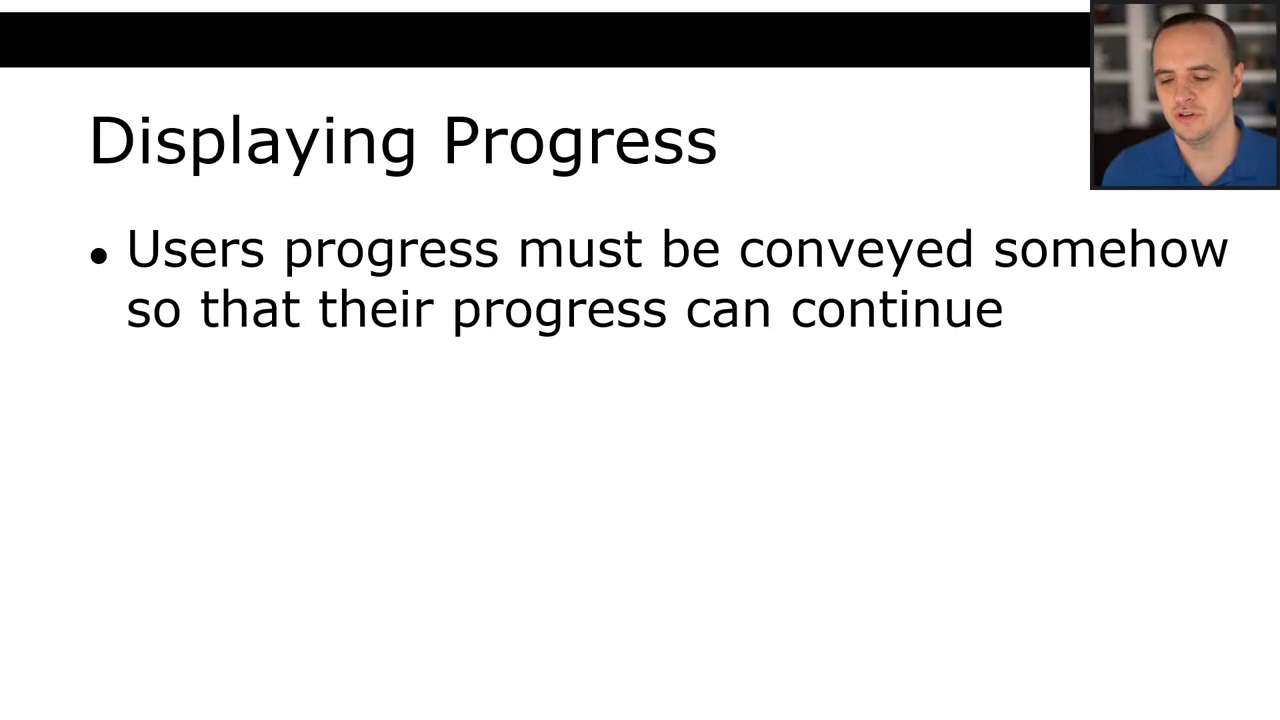 Displaying Progress
• Users progress must be conveyed somehow
so that their progress can continue